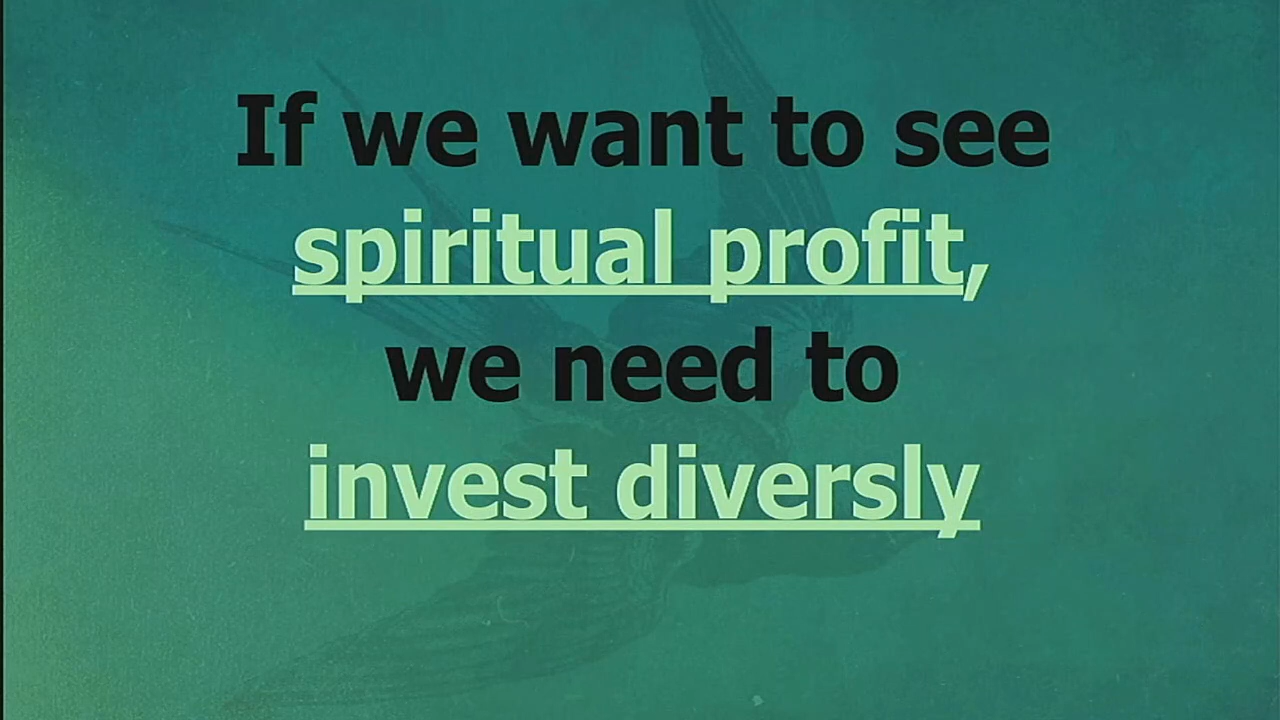 If we want to see
spiritual profit,
we need to
invest diversly